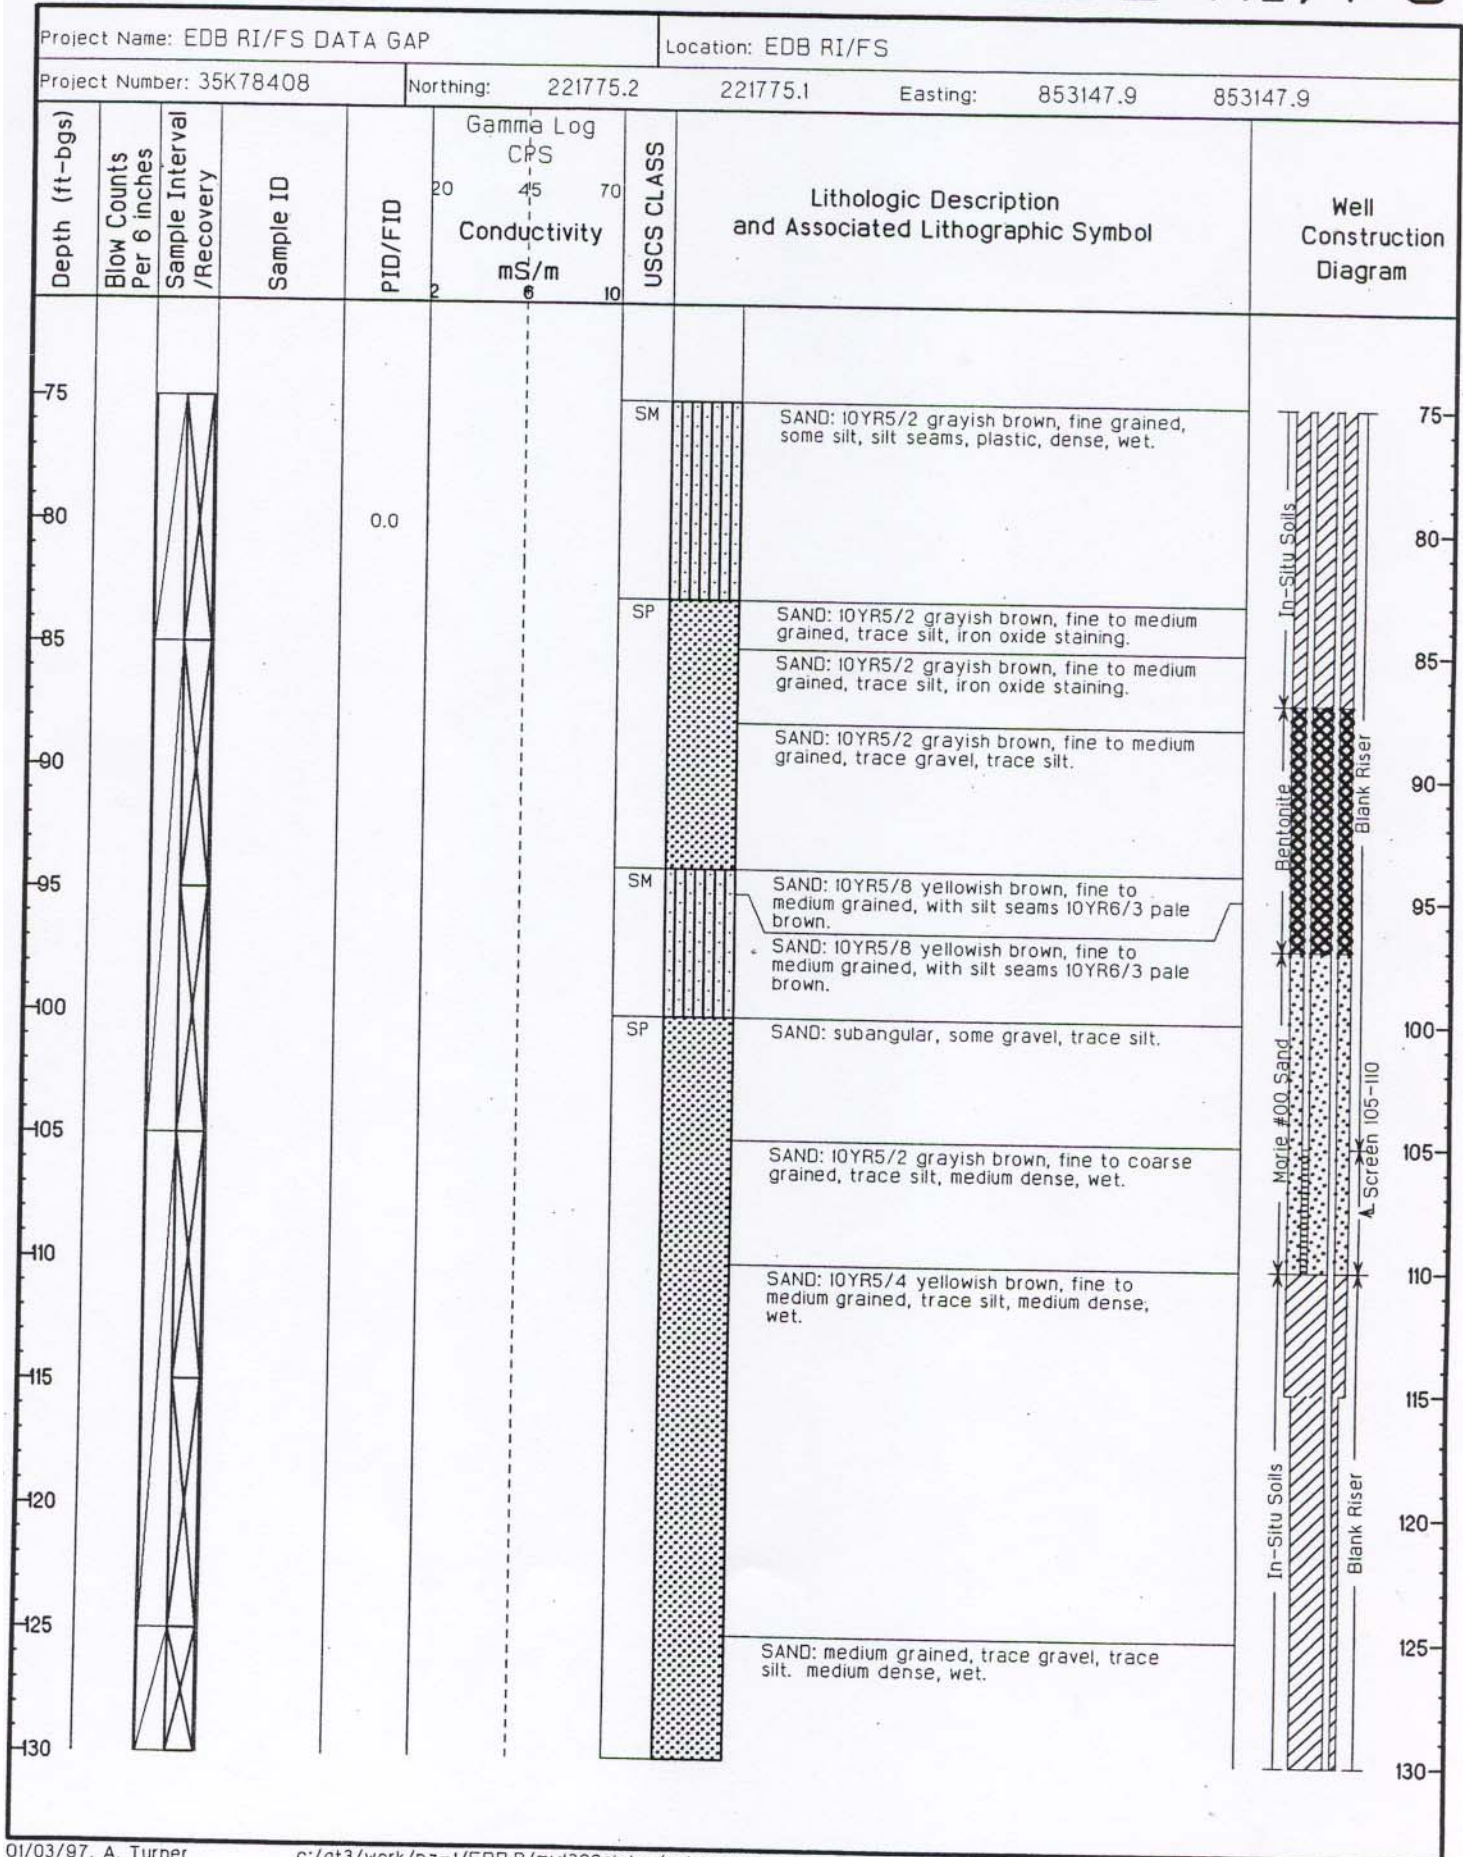 Project Name: EDB RI/FS DATA GAP
Location: EDB RI/FS
Project Number: 35K78408
Northing: 221775.2 221775.1 Easting: 853147.9 853147.9
Depth (ft-bgs)
Blow Counts
Per 6 inches
Sample Interval
/Recovery
Sample ID
PID/FID
Gamma Log
CPS
20 45 70
Conductivity
mS/m
2 6 10
USCS CLASS
Lithologic Description
and Associated Lithographic Symbol
Well
Construction
Diagram
75
80
85
90
95
100
105
110
115
120
125
130
0.0
SM
SAND: 10YR5/2 grayish brown, fine grained,
some silt, silt seams, plastic, dense, wet.
SP
SAND: 10YR5/2 grayish brown, fine to medium
grained, trace silt, iron oxide staining.
SAND: 10YR5/2 grayish brown, fine to medium
grained, trace silt, iron oxide staining.
SAND: 10YR5/2 grayish brown, fine to medium
grained, trace gravel, trace silt.
SM
SAND: 10YR5/8 yellowish brown, fine to
medium grained, with silt seams 10YR6/3 pale
brown.
SAND: 10YR5/8 yellowish brown, fine to
medium grained, with silt seams 10YR6/3 pale
brown.
SP
SAND: subangular, some gravel, trace silt.
SAND: 10YR5/2 grayish brown, fine to coarse
grained, trace silt, medium dense, wet.
SAND: 10YR5/4 yellowish brown, fine to
medium grained, trace silt, medium dense,
wet.
SAND: medium grained, trace gravel, trace
silt. medium dense, wet.
In-Situ Soils
Bentonite
Blank Riser
Morie #00 Sand
Screen 105-110
In-Situ Soils
Blank Riser
75
80
85
90
95
100
105
110
115
120
125
130
01/03/97, A. Turner